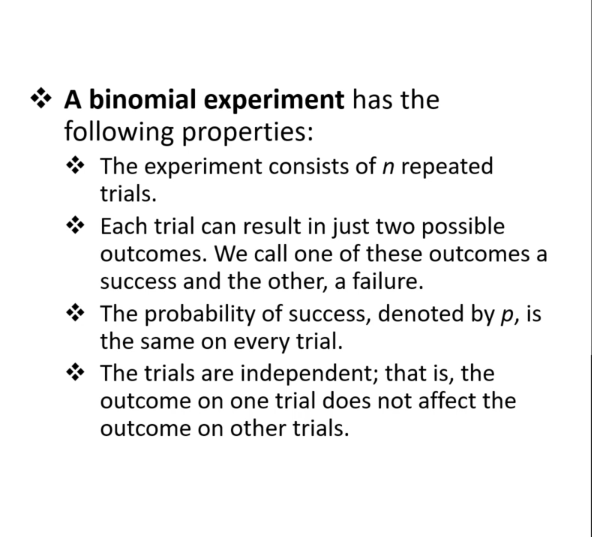 ❖ A binomial experiment has the
following properties:
❖ The experiment consists of n repeated
trials.
❖ Each trial can result in just two possible
outcomes. We call one of these outcomes a
success and the other, a failure.
❖ The probability of success, denoted by p, is
the same on every trial.
❖ The trials are independent; that is, the
outcome on one trial does not affect the
outcome on other trials.